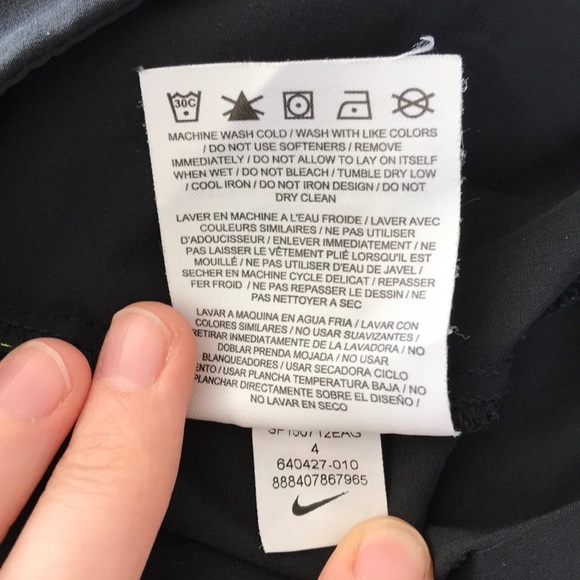 30C
MACHINE WASH COLD / WASH WITH LIKE COLORS
/ DO NOT USE SOFTENERS / REMOVE
IMMEDIATELY / DO NOT ALLOW TO LAY ON ITSELF
WHEN WET / DO NOT BLEACH / TUMBLE DRY LOW
/ COOL IRON / DO NOT IRON DESIGN / DO NOT
DRY CLEAN
LAVER EN MACHINE A L'EAU FROIDE / LAVER AVEC
COULEURS SIMILAIRES / NE PAS UTILISER
D'ADOUCISSEUR / ENLEVER IMMEDIATEMENT / NE
PAS LAISSER LE VÊTEMENT PLIÉ LORSQU'IL EST
MOUILLÉ / NE PAS UTILISER D'EAU DE JAVEL /
SECHER EN MACHINE CYCLE DELICAT / REPASSER
FER FROID / NE PAS REPASSER LE DESSIN / NE
PAS NETTOYER A SEC
LAVAR A MAQUINA EN AGUA FRIA / LAVAR CON
COLORES SIMILARES / NO USAR SUAVIZANTES /
RETIRAR INMEDIATAMENTE DE LA LAVADORA / NO
DOBLAR PRENDA MOJADA / NO USAR
BLANQUEADORES / USAR SECADORA CICLO
/ USAR PLANCHA TEMPERATURA BAJA / NO
PLANCHAR DIRECTAMENTE SOBRE EL DISEÑO /
NO LAVAR EN SECO
4
640427-010
888407867965